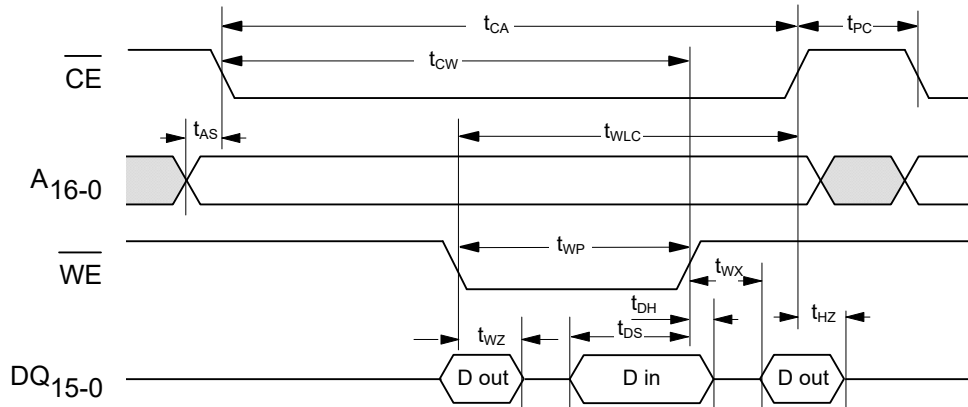 tCA
tPC
CE
tCW
tAS
tWLC
A16-0
WE
tWP
tWX
tDH
tHZ
tWZ
tDS
DQ15-0
D out
D in
D out